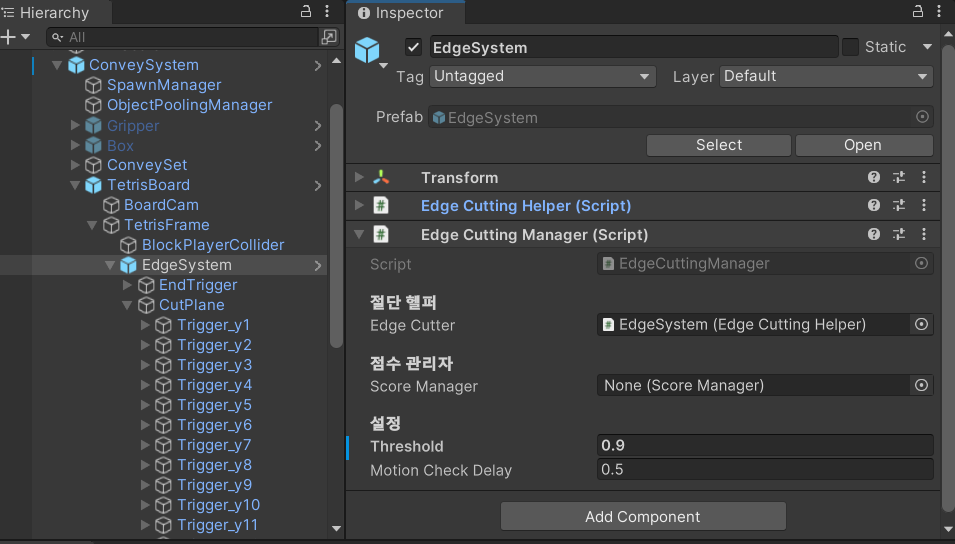 Hierarchy
All
ConveySystem
SpawnManager
ObjectPoolingManager
Gripper
Box
ConveySet
TetrisBoard
BoardCam
TetrisFrame
BlockPlayerCollider
EdgeSystem
EndTrigger
CutPlane
Trigger_y1
Trigger_y2
Trigger_y3
Trigger_y4
Trigger_y5
Trigger_y6
Trigger_y7
Trigger_y8
Trigger_y9
Trigger_y10
Trigger_y11
Inspector
EdgeSystem Static
Tag Untagged Layer Default
Prefab EdgeSystem
Select Open
Transform
# Edge Cutting Helper (Script)
# Edge Cutting Manager (Script)
Script # EdgeCuttingManager
절단 헬퍼
Edge Cutter # EdgeSystem (Edge Cutting Helper)
점수 관리자
Score Manager None (Score Manager)
설정
Threshold 0.9
Motion Check Delay 0.5
Add Component